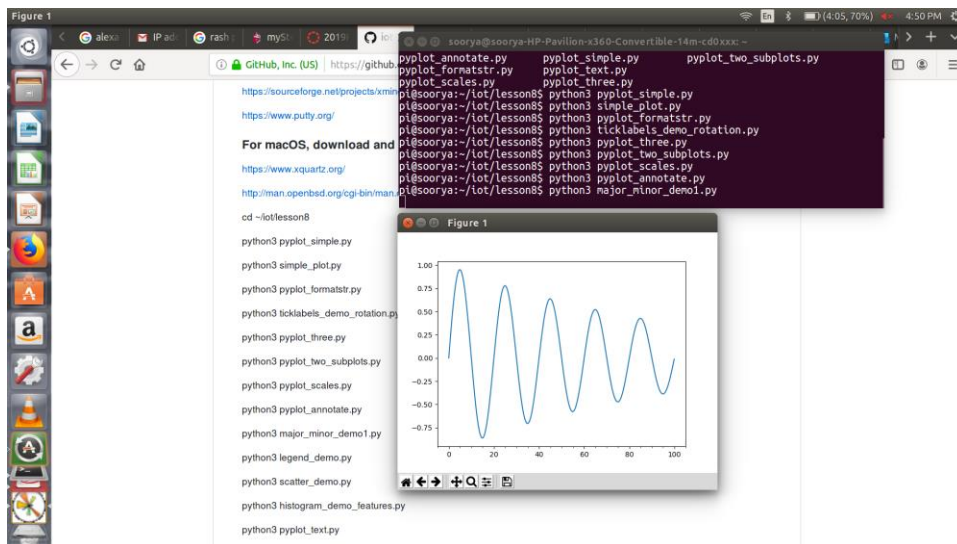 Figure 1
En (4:05, 70%) 4:50 PM
alexa IP ad rash mySt 2019 io
soorya@soorya-HP-Pavilion-x360-Convertible-14m-cd0xxx: ~
GitHub, Inc. (US) https://github.
https://sourceforge.net/projects/xmin
https://www.putty.org/
For macOS, download and
https://www.xquartz.org/
http://man.openbsd.org/cgi-bin/man.
cd ~/iot/lesson8
python3 pyplot_simple.py
python3 simple_plot.py
python3 pyplot_formatstr.py
python3 ticklabels_demo_rotation.py
python3 pyplot_three.py
python3 pyplot_two_subplots.py
python3 pyplot_scales.py
python3 pyplot_annotate.py
python3 major_minor_demo1.py
python3 legend_demo.py
python3 scatter_demo.py
python3 histogram_demo_features.py
python3 pyplot_text.py
pyplot_annotate.py pyplot_simple.py pyplot_two_subplots.py
pyplot_formatstr.py pyplot_text.py
pyplot_scales.py pyplot_three.py
pi@soorya:~/iot/lesson8$ python3 pyplot_simple.py
pi@soorya:~/iot/lesson8$ python3 simple_plot.py
pi@soorya:~/iot/lesson8$ python3 pyplot_formatstr.py
pi@soorya:~/iot/lesson8$ python3 ticklabels_demo_rotation.py
pi@soorya:~/iot/lesson8$ python3 pyplot_three.py
pi@soorya:~/iot/lesson8$ python3 pyplot_two_subplots.py
pi@soorya:~/iot/lesson8$ python3 pyplot_scales.py
pi@soorya:~/iot/lesson8$ python3 pyplot_annotate.py
pi@soorya:~/iot/lesson8$ python3 major_minor_demo1.py
Figure 1
1.00
0.75
0.50
0.25
0.00
−0.25
−0.50
−0.75
0 20 40 60 80 100